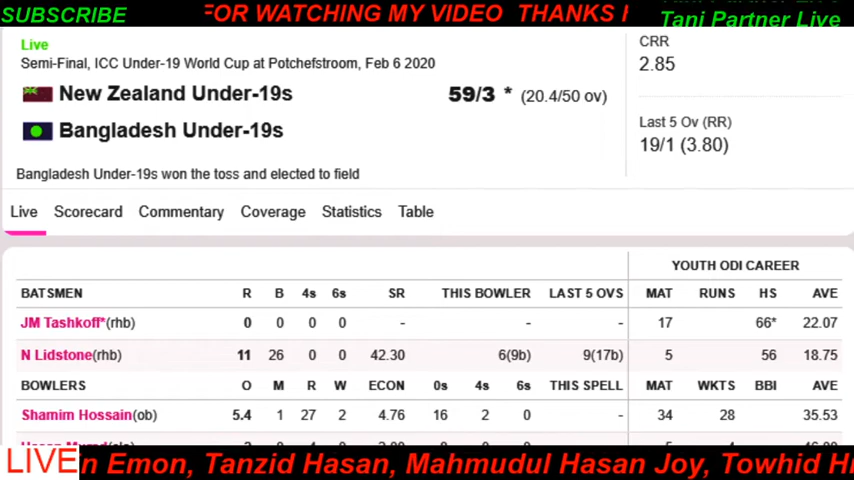 SUBSCRIBE
FOR WATCHING MY VIDEO THANKS
Tani Partner Live
Live
Semi-Final, ICC Under-19 World Cup at Potchefstroom, Feb 6 2020
New Zealand Under-19s 59/3 * (20.4/50 ov)
Bangladesh Under-19s
Bangladesh Under-19s won the toss and elected to field
CRR
2.85
Last 5 Ov (RR)
19/1 (3.80)
Live Scorecard Commentary Coverage Statistics Table
YOUTH ODI CAREER
BATSMEN R B 4s 6s SR THIS BOWLER LAST 5 OVS MAT RUNS HS AVE
JM Tashkoff*(rhb) 0 0 0 0 - - - 17 66* 22.07
N Lidstone(rhb) 11 26 0 0 42.30 6(9b) 9(17b) 5 56 18.75
BOWLERS O M R W ECON 0s 4s 6s THIS SPELL MAT WKTS BBI AVE
Shamim Hossain(ob) 5.4 1 27 2 4.76 16 2 0 - 34 28 35.53
LIVE n Emon, Tanzid Hasan, Mahmudul Hasan Joy, Towhid